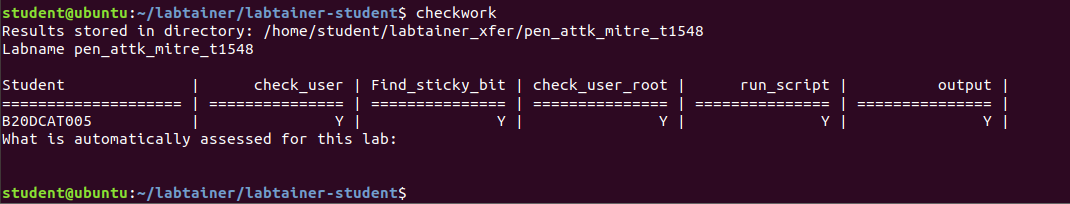 student@ubuntu:~/labtainer/labtainer-student$ checkwork
Results stored in directory: /home/student/labtainer_xfer/pen_attk_mitre_t1548
Labname pen_attk_mitre_t1548
Student              |      check_user | Find_sticky_bit | check_user_root |      run_script |          output |
==================== | =============== | =============== | =============== | =============== | =============== |
B20DCAT005           |               Y |               Y |               Y |               Y |               Y |
What is automatically assessed for this lab:
student@ubuntu:~/labtainer/labtainer-student$